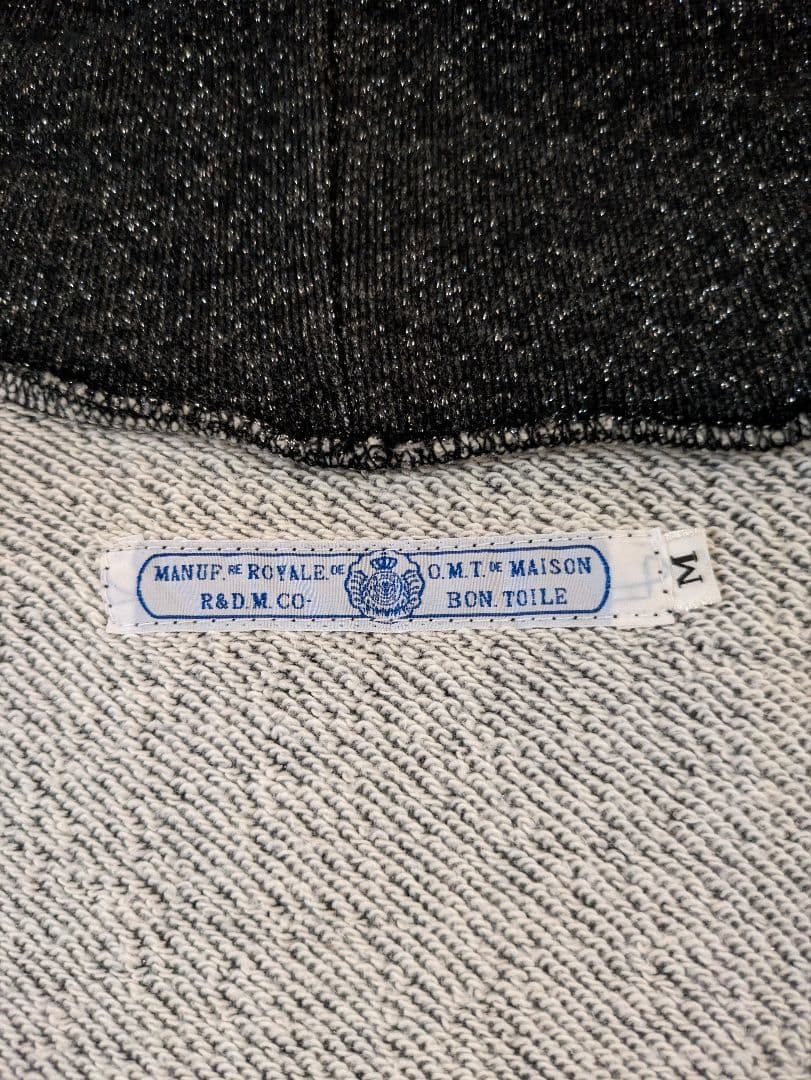 MANUF.RE ROYALE.DE
R&D.M.CO-
O.M.T.DE MAISON
BON.TOILE
M